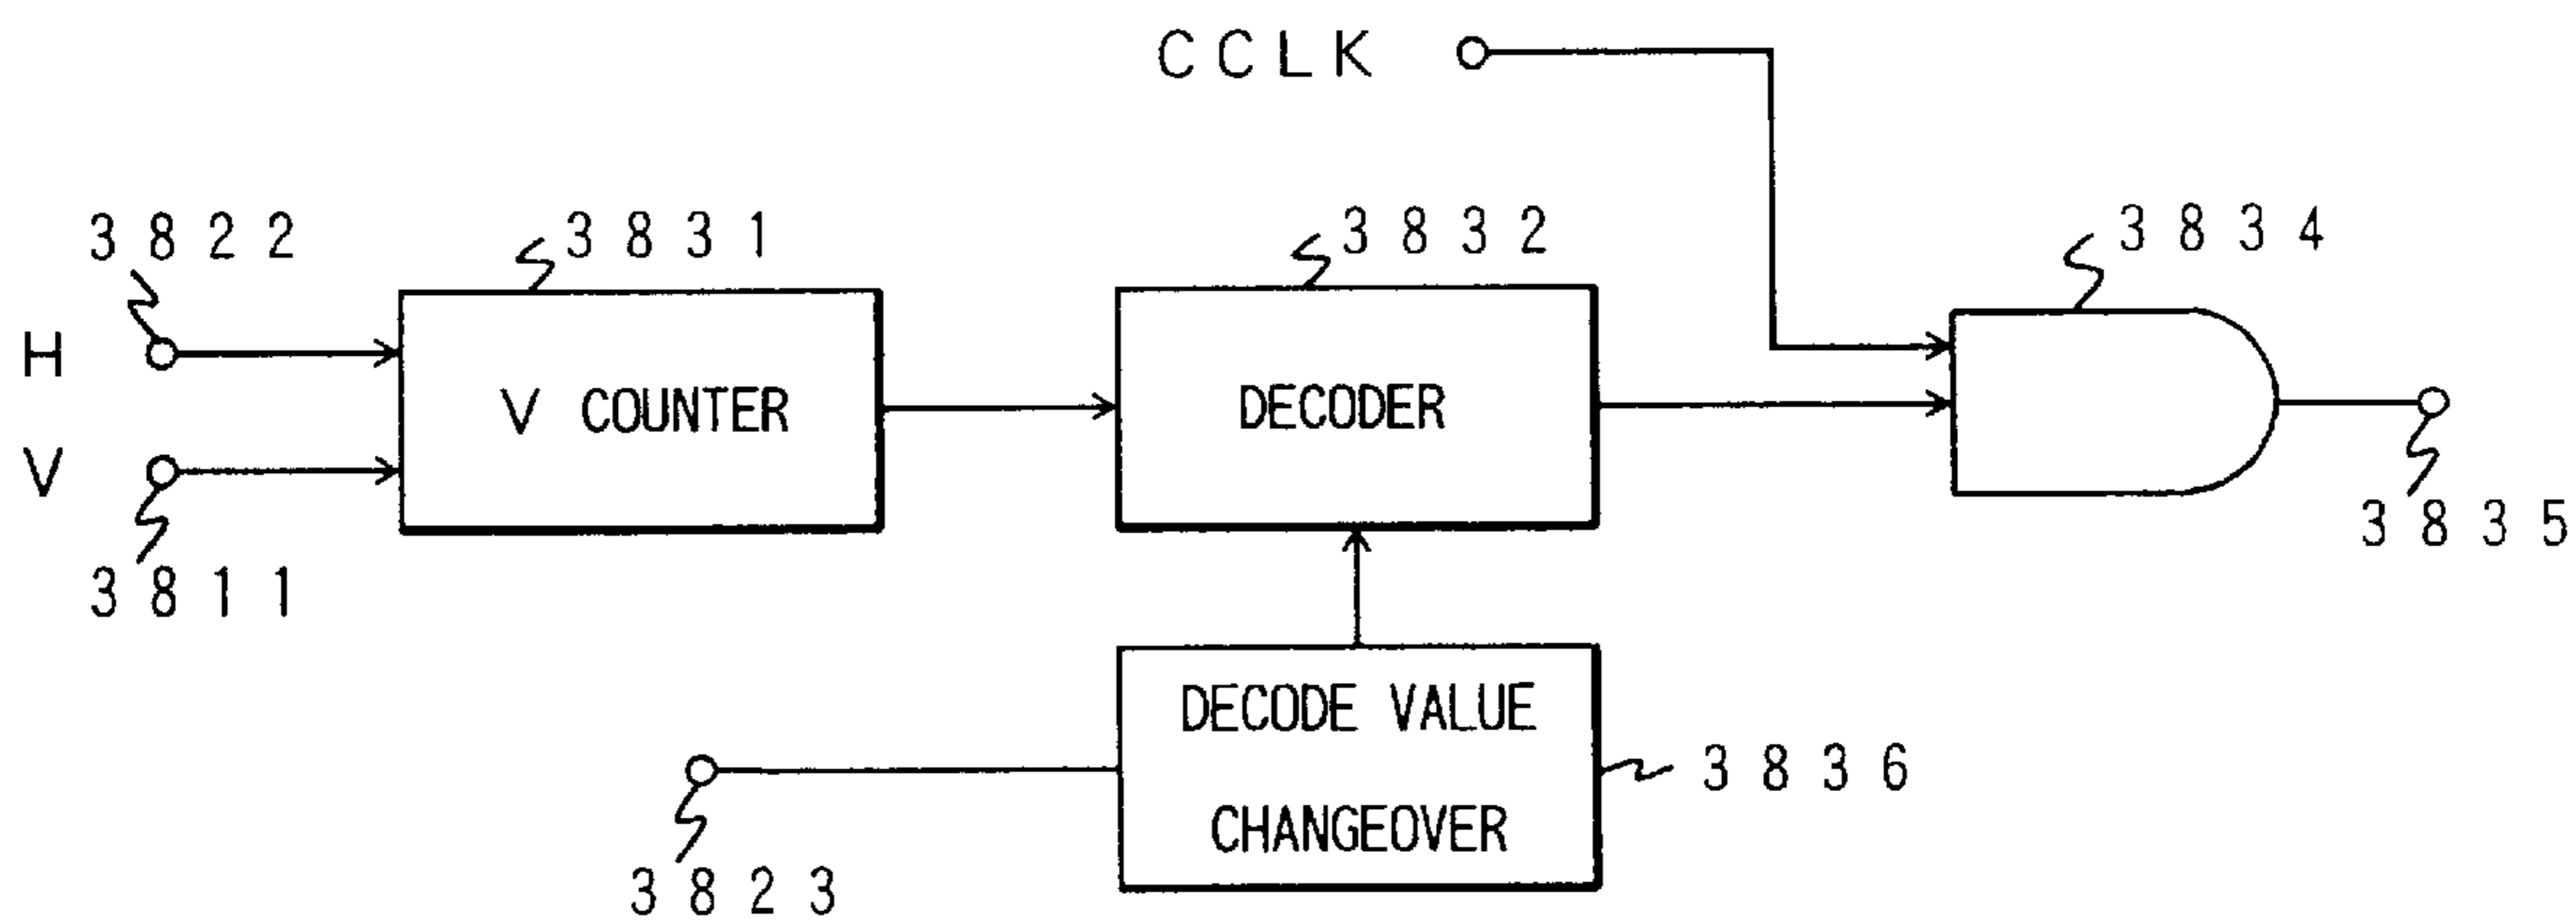 CCLK
3822
3831
3832
3834
H
V COUNTER
DECODER
V
3811
3835
DECODE VALUE
CHANGEOVER
3836
3823